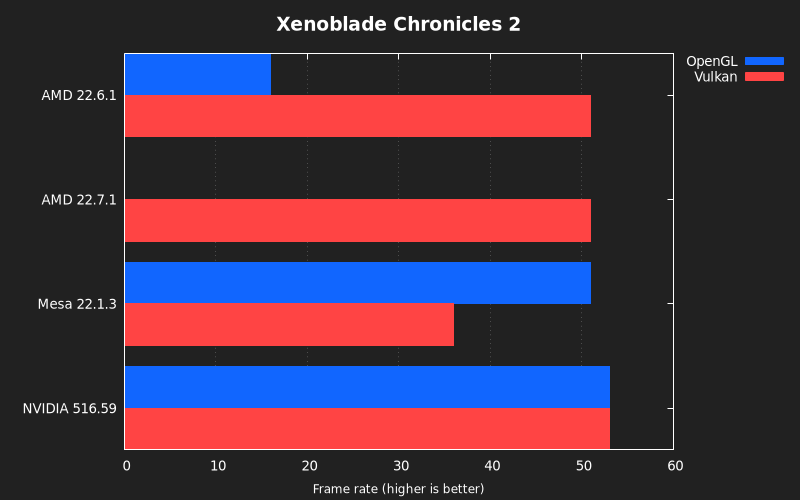 Xenoblade Chronicles 2
OpenGL
Vulkan
AMD 22.6.1
AMD 22.7.1
Mesa 22.1.3
NVIDIA 516.59
0 10 20 30 40 50 60
Frame rate (higher is better)